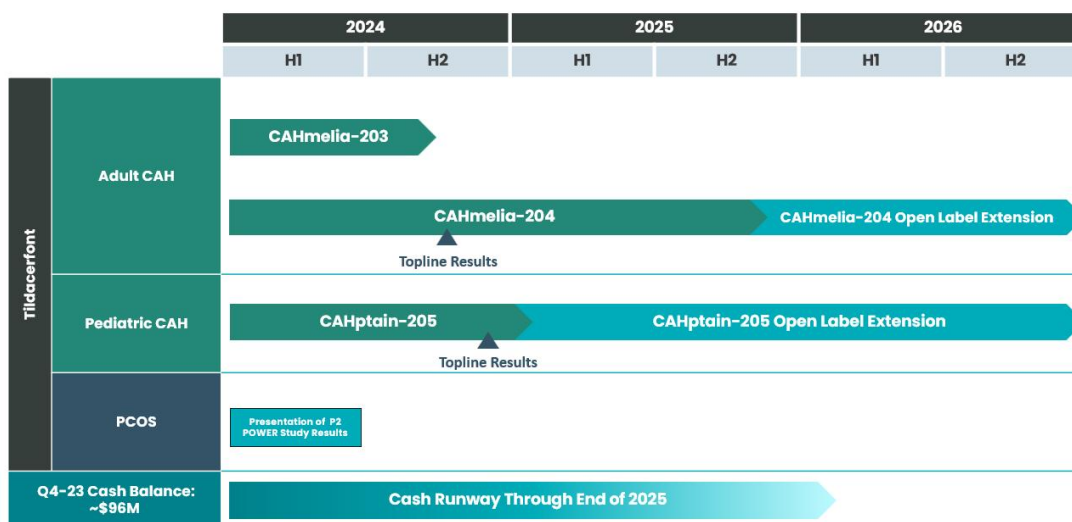 2024
2025
2026
H1
H2
H1
H2
H1
H2
Tildacerfont
Adult CAH
CAHmelia-203
CAHmelia-204
CAHmelia-204 Open Label Extension
Topline Results
Pediatric CAH
CAHptain-205
CAHptain-205 Open Label Extension
Topline Results
PCOS
Presentation of P2
POWER Study Results
Q4-23 Cash Balance:
~$96M
Cash Runway Through End of 2025